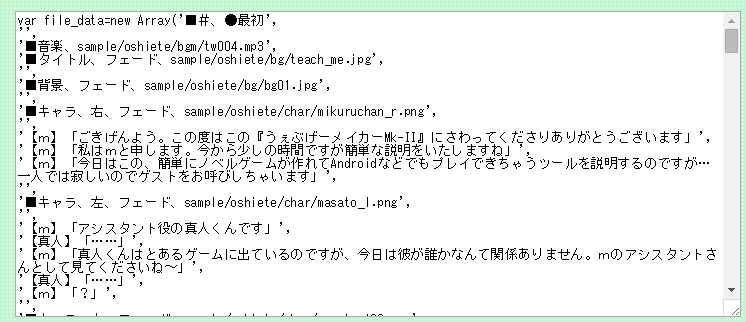 var file_data=new Array('■＃、●最初',
'',
'■音楽、sample/oshiete/bgm/tw004.mp3',
'■タイトル、フェード、sample/oshiete/bg/teach_me.jpg',
'',
'■背景、フェード、sample/oshiete/bg/bg01.jpg',
'',
'■キャラ、右、フェード、sample/oshiete/char/mikuruchan_r.png',
'',
'【ｍ】「ごきげんよう。この度はこの『うぇぶげーメイカーMk-II』にさわってくださりありがとうございます」',
'【ｍ】「私はｍと申します。今から少しの時間ですが簡単な説明をいたしますね」',
'【ｍ】「今日はこの、簡単にノベルゲームが作れてAndroidなどでもプレイできちゃうツールを説明するのですが…
一人では寂しいのでゲストをお呼びしちゃいます」',
'',
'■キャラ、左、フェード、sample/oshiete/char/masato_l.png',
'',
'【ｍ】「アシスタント役の真人くんです」',
'【真人】「……」',
'【ｍ】「真人くんはとあるゲームに出ているのですが、今日は彼が誰かなんて関係ありません。ｍのアシスタントさ
んとして見てくださいね～」',
'【真人】「……」',
'【ｍ】「？」',
'',